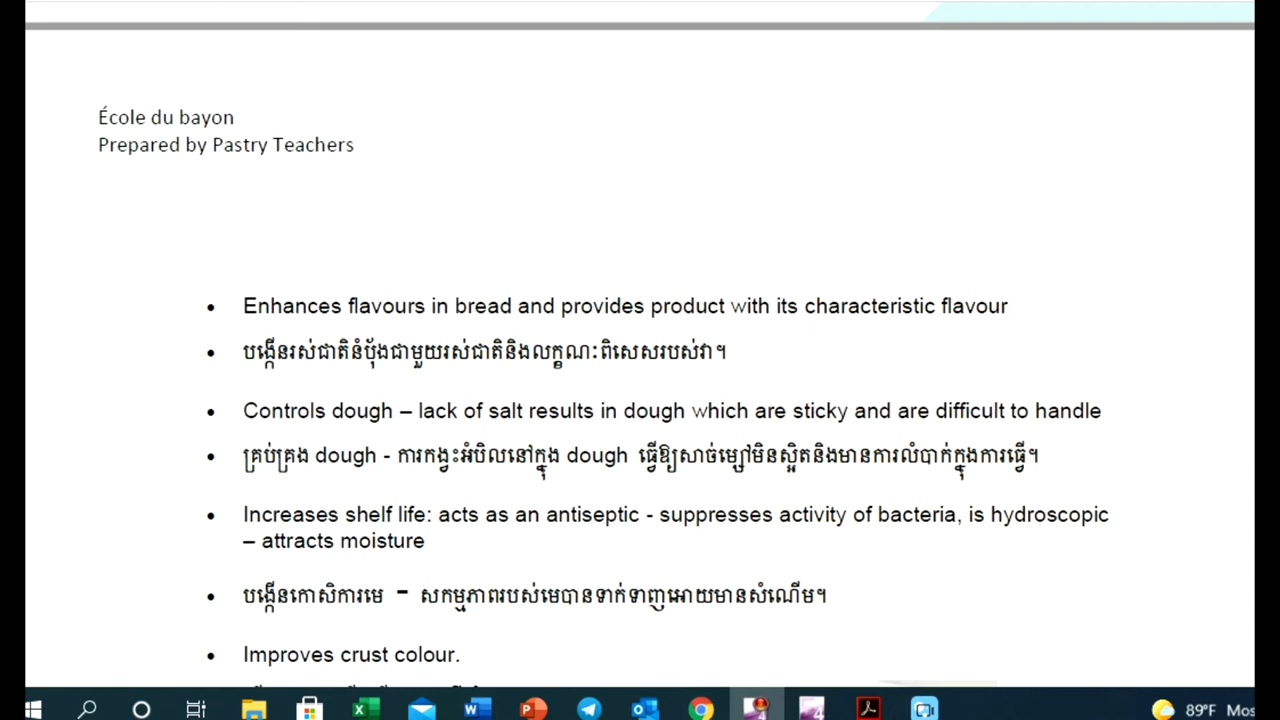 École du bayon
Prepared by Pastry Teachers
• Enhances flavours in bread and provides product with its characteristic flavour
• បង្កើនរស់ជាតិនំប៉័ងជាមួយរស់ជាតិនិងលក្ខណៈពិសេសរបស់វា។
• Controls dough – lack of salt results in dough which are sticky and are difficult to handle
• គ្រប់គ្រង dough - ការកង្វះអំបិលនៅក្នុង dough ធ្វើឱ្យសាច់ម្សៅមិនស្អិតនិងមានការលំបាក់ក្នុងការធ្វើ។
• Increases shelf life: acts as an antiseptic - suppresses activity of bacteria, is hydroscopic
– attracts moisture
• បង្កើនកោសិការមេ – សកម្មភាពរបស់មេបានទាក់ទាញអោយមានសំណើម។
• Improves crust colour.
89°F Mos